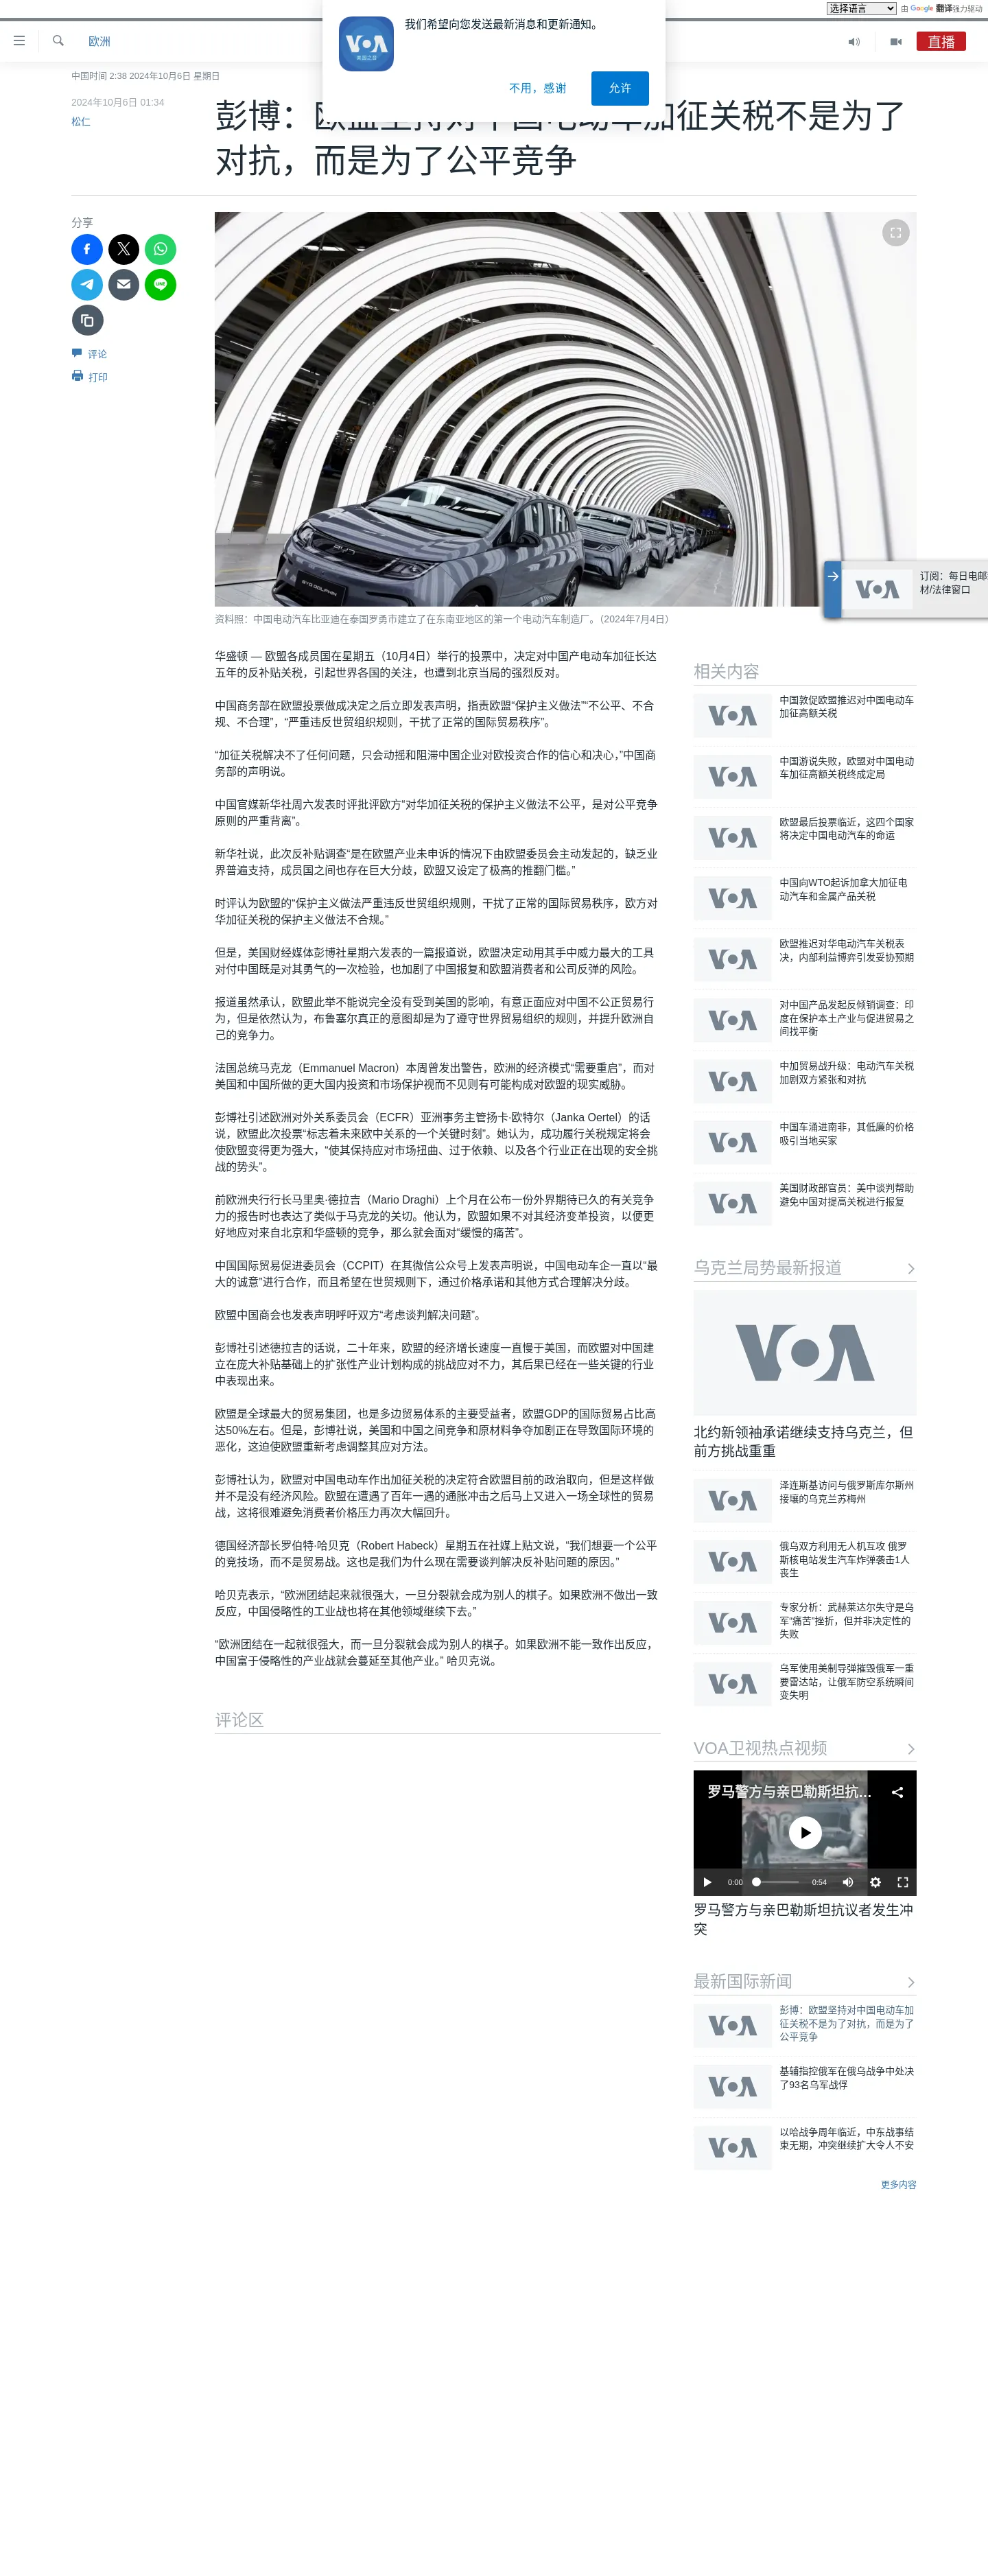 选择语言
由 Google 翻译强力驱动
欧洲
直播
VOA
美国之音
我们希望向您发送最新消息和更新通知。
不用，感谢
允许
中国时间 2:38 2024年10月6日 星期日
2024年10月6日 01:34
松仁
对抗，而是为了公平竞争
分享
评论
打印
BYD
BYD DOLPHIN
资料照：中国电动汽车比亚迪在泰国罗勇市建立了在东南亚地区的第一个电动汽车制造厂。（2024年7月4日）
VOA
订阅：每日电邮
材/法律窗口
华盛顿 — 欧盟各成员国在星期五（10月4日）举行的投票中，决定对中国产电动车加征长达
五年的反补贴关税，引起世界各国的关注，也遭到北京当局的强烈反对。
中国商务部在欧盟投票做成决定之后立即发表声明，指责欧盟“保护主义做法”“不公平、不合
规、不合理”，“严重违反世贸组织规则，干扰了正常的国际贸易秩序”。
“加征关税解决不了任何问题，只会动摇和阻滞中国企业对欧投资合作的信心和决心，”中国商
务部的声明说。
中国官媒新华社周六发表时评批评欧方“对华加征关税的保护主义做法不公平，是对公平竞争
原则的严重背离”。
新华社说，此次反补贴调查“是在欧盟产业未申诉的情况下由欧盟委员会主动发起的，缺乏业
界普遍支持，成员国之间也存在巨大分歧，欧盟又设定了极高的推翻门槛。”
时评认为欧盟的“保护主义做法严重违反世贸组织规则，干扰了正常的国际贸易秩序，欧方对
华加征关税的保护主义做法不合规。”
但是，美国财经媒体彭博社星期六发表的一篇报道说，欧盟决定动用其手中威力最大的工具
对付中国既是对其勇气的一次检验，也加剧了中国报复和欧盟消费者和公司反弹的风险。
报道虽然承认，欧盟此举不能说完全没有受到美国的影响，有意正面应对中国不公正贸易行
为，但是依然认为，布鲁塞尔真正的意图却是为了遵守世界贸易组织的规则，并提升欧洲自
己的竞争力。
法国总统马克龙（Emmanuel Macron）本周曾发出警告，欧洲的经济模式“需要重启”，而对
美国和中国所做的更大国内投资和市场保护视而不见则有可能构成对欧盟的现实威胁。
彭博社引述欧洲对外关系委员会（ECFR）亚洲事务主管扬卡·欧特尔（Janka Oertel）的话
说，欧盟此次投票“标志着未来欧中关系的一个关键时刻”。她认为，成功履行关税规定将会
使欧盟变得更为强大，“使其保持应对市场扭曲、过于依赖、以及各个行业正在出现的安全挑
战的势头”。
前欧洲央行行长马里奥·德拉吉（Mario Draghi）上个月在公布一份外界期待已久的有关竞争
力的报告时也表达了类似于马克龙的关切。他认为，欧盟如果不对其经济变革投资，以便更
好地应对来自北京和华盛顿的竞争，那么就会面对“缓慢的痛苦”。
中国国际贸易促进委员会（CCPIT）在其微信公众号上发表声明说，中国电动车企一直以“最
大的诚意”进行合作，而且希望在世贸规则下，通过价格承诺和其他方式合理解决分歧。
欧盟中国商会也发表声明呼吁双方“考虑谈判解决问题”。
彭博社引述德拉吉的话说，二十年来，欧盟的经济增长速度一直慢于美国，而欧盟对中国建
立在庞大补贴基础上的扩张性产业计划构成的挑战应对不力，其后果已经在一些关键的行业
中表现出来。
欧盟是全球最大的贸易集团，也是多边贸易体系的主要受益者，欧盟GDP的国际贸易占比高
达50%左右。但是，彭博社说，美国和中国之间竞争和原材料争夺加剧正在导致国际环境的
恶化，这迫使欧盟重新考虑调整其应对方法。
彭博社认为，欧盟对中国电动车作出加征关税的决定符合欧盟目前的政治取向，但是这样做
并不是没有经济风险。欧盟在遭遇了百年一遇的通胀冲击之后马上又进入一场全球性的贸易
战，这将很难避免消费者价格压力再次大幅回升。
德国经济部长罗伯特·哈贝克（Robert Habeck）星期五在社媒上贴文说，“我们想要一个公平
的竞技场，而不是贸易战。这也是我们为什么现在需要谈判解决反补贴问题的原因。”
哈贝克表示，“欧洲团结起来就很强大，一旦分裂就会成为别人的棋子。如果欧洲不做出一致
反应，中国侵略性的工业战也将在其他领域继续下去。”
“欧洲团结在一起就很强大，而一旦分裂就会成为别人的棋子。如果欧洲不能一致作出反应，
中国富于侵略性的产业战就会蔓延至其他产业。” 哈贝克说。
评论区
相关内容
中国敦促欧盟推迟对中国电动车
加征高额关税
中国游说失败，欧盟对中国电动
车加征高额关税终成定局
欧盟最后投票临近，这四个国家
将决定中国电动汽车的命运
中国向WTO起诉加拿大加征电
动汽车和金属产品关税
欧盟推迟对华电动汽车关税表
决，内部利益博弈引发妥协预期
对中国产品发起反倾销调查：印
度在保护本土产业与促进贸易之
间找平衡
中加贸易战升级：电动汽车关税
加剧双方紧张和对抗
中国车涌进南非，其低廉的价格
吸引当地买家
美国财政部官员：美中谈判帮助
避免中国对提高关税进行报复
乌克兰局势最新报道
VOA
北约新领袖承诺继续支持乌克兰，但
前方挑战重重
泽连斯基访问与俄罗斯库尔斯州
接壤的乌克兰苏梅州
俄乌双方利用无人机互攻 俄罗
斯核电站发生汽车炸弹袭击1人
丧生
专家分析：武赫莱达尔失守是乌
军“痛苦”挫折，但并非决定性的
失败
乌军使用美制导弹摧毁俄军一重
要雷达站，让俄军防空系统瞬间
变失明
VOA卫视热点视频
罗马警方与亲巴勒斯坦抗...
0:00
0:54
罗马警方与亲巴勒斯坦抗议者发生冲
突
最新国际新闻
彭博：欧盟坚持对中国电动车加
征关税不是为了对抗，而是为了
公平竞争
基辅指控俄军在俄乌战争中处决
了93名乌军战俘
以哈战争周年临近，中东战事结
束无期，冲突继续扩大令人不安
更多内容